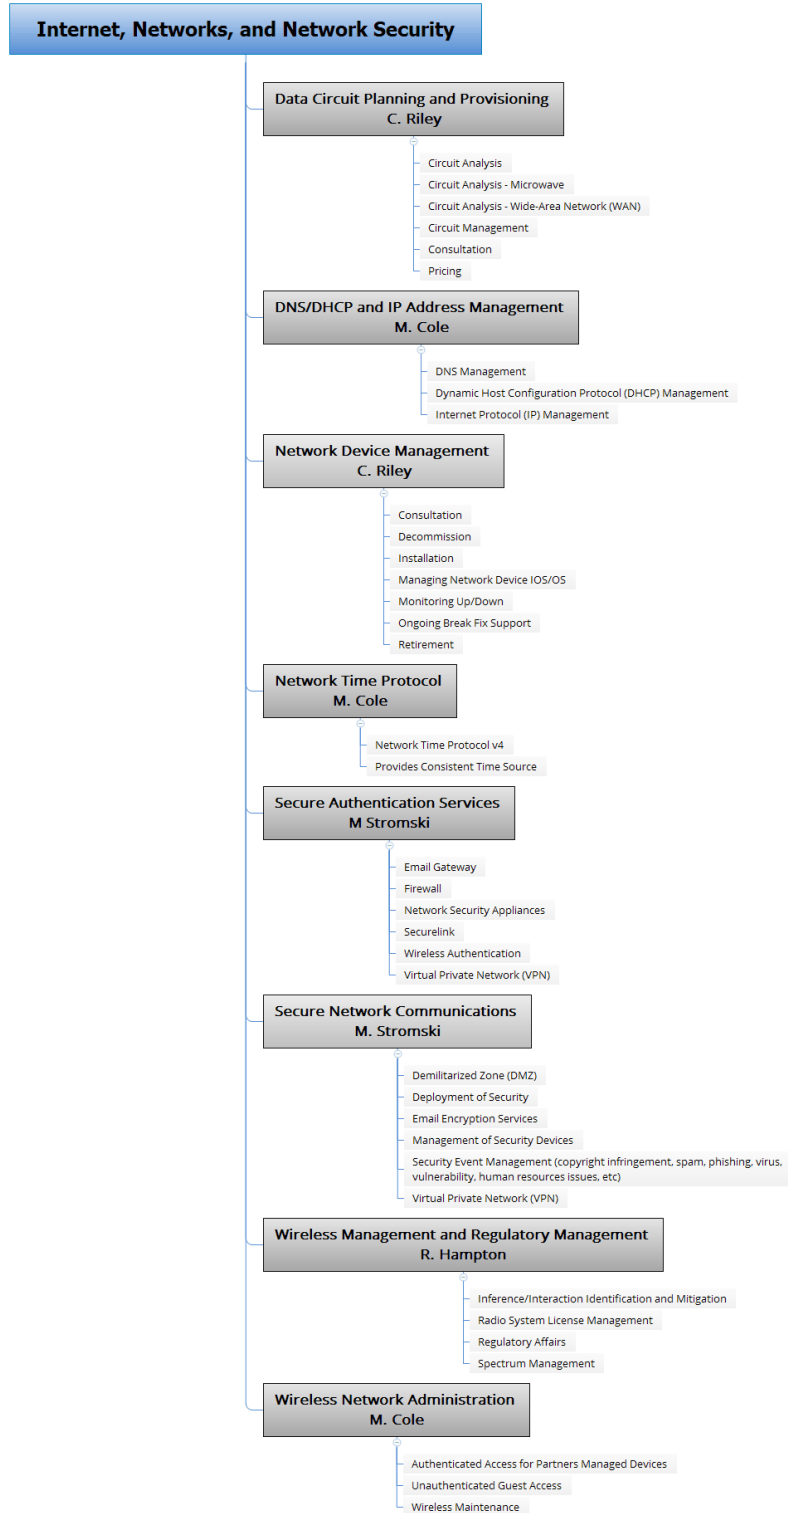 Internet, Networks, and Network Security
Data Circuit Planning and Provisioning
C. Riley
Circuit Analysis
Circuit Analysis - Microwave
Circuit Analysis - Wide-Area Network (WAN)
Circuit Management
Consultation
Pricing
DNS/DHCP and IP Address Management
M. Cole
DNS Management
Dynamic Host Configuration Protocol (DHCP) Management
Internet Protocol (IP) Management
Network Device Management
C. Riley
Consultation
Decommission
Installation
Managing Network Device IOS/OS
Monitoring Up/Down
Ongoing Break Fix Support
Retirement
Network Time Protocol
M. Cole
Network Time Protocol v4
Provides Consistent Time Source
Secure Authentication Services
M Stromski
Email Gateway
Firewall
Network Security Appliances
Securelink
Wireless Authentication
Virtual Private Network (VPN)
Secure Network Communications
M. Stromski
Demilitarized Zone (DMZ)
Deployment of Security
Email Encryption Services
Management of Security Devices
Security Event Management (copyright infringement, spam, phishing, virus,
vulnerability, human resources issues, etc)
Virtual Private Network (VPN)
Wireless Management and Regulatory Management
R. Hampton
Inference/Interaction Identification and Mitigation
Radio System License Management
Regulatory Affairs
Spectrum Management
Wireless Network Administration
M. Cole
Authenticated Access for Partners Managed Devices
Unauthenticated Guest Access
Wireless Maintenance